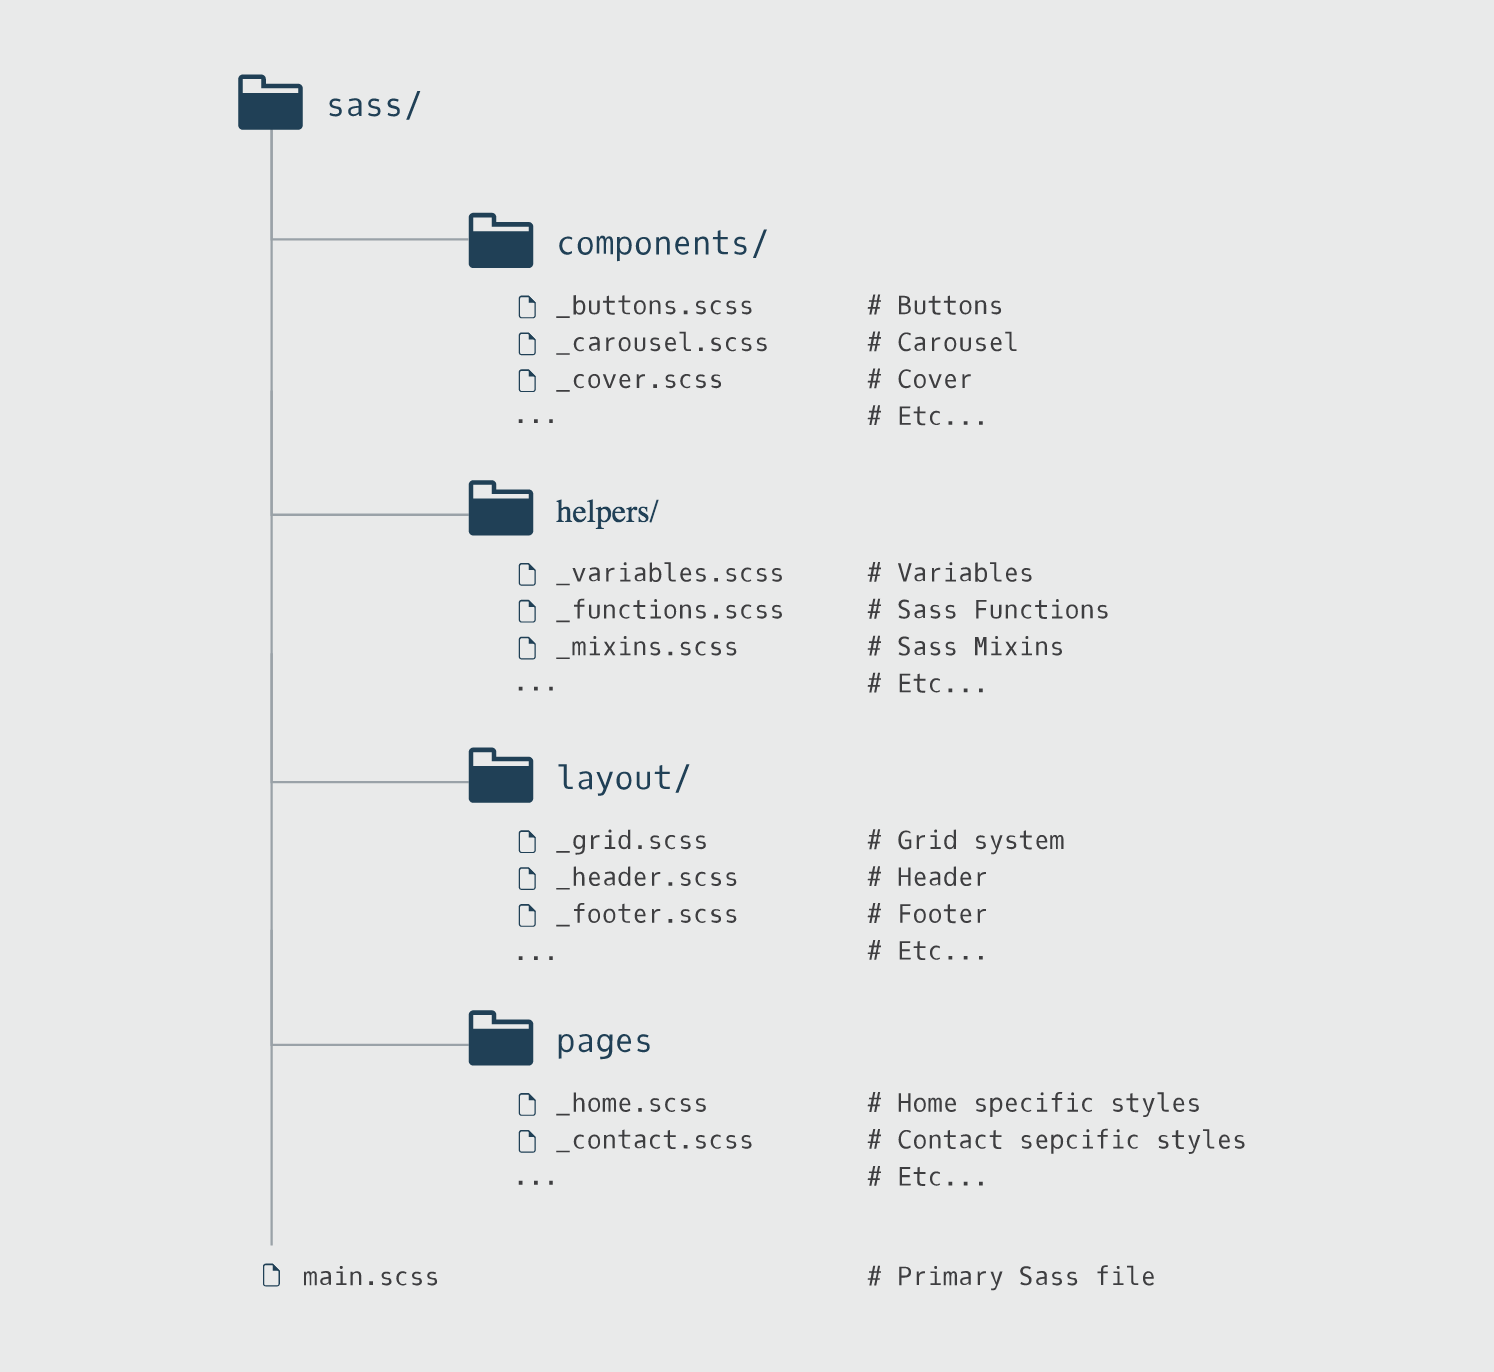 sass/
components/
_buttons.scss # Buttons
_carousel.scss # Carousel
_cover.scss # Cover
... # Etc...
helpers/
_variables.scss # Variables
_functions.scss # Sass Functions
_mixins.scss # Sass Mixins
... # Etc...
layout/
_grid.scss # Grid system
_header.scss # Header
_footer.scss # Footer
... # Etc...
pages
_home.scss # Home specific styles
_contact.scss # Contact sepcific styles
... # Etc...
main.scss # Primary Sass file